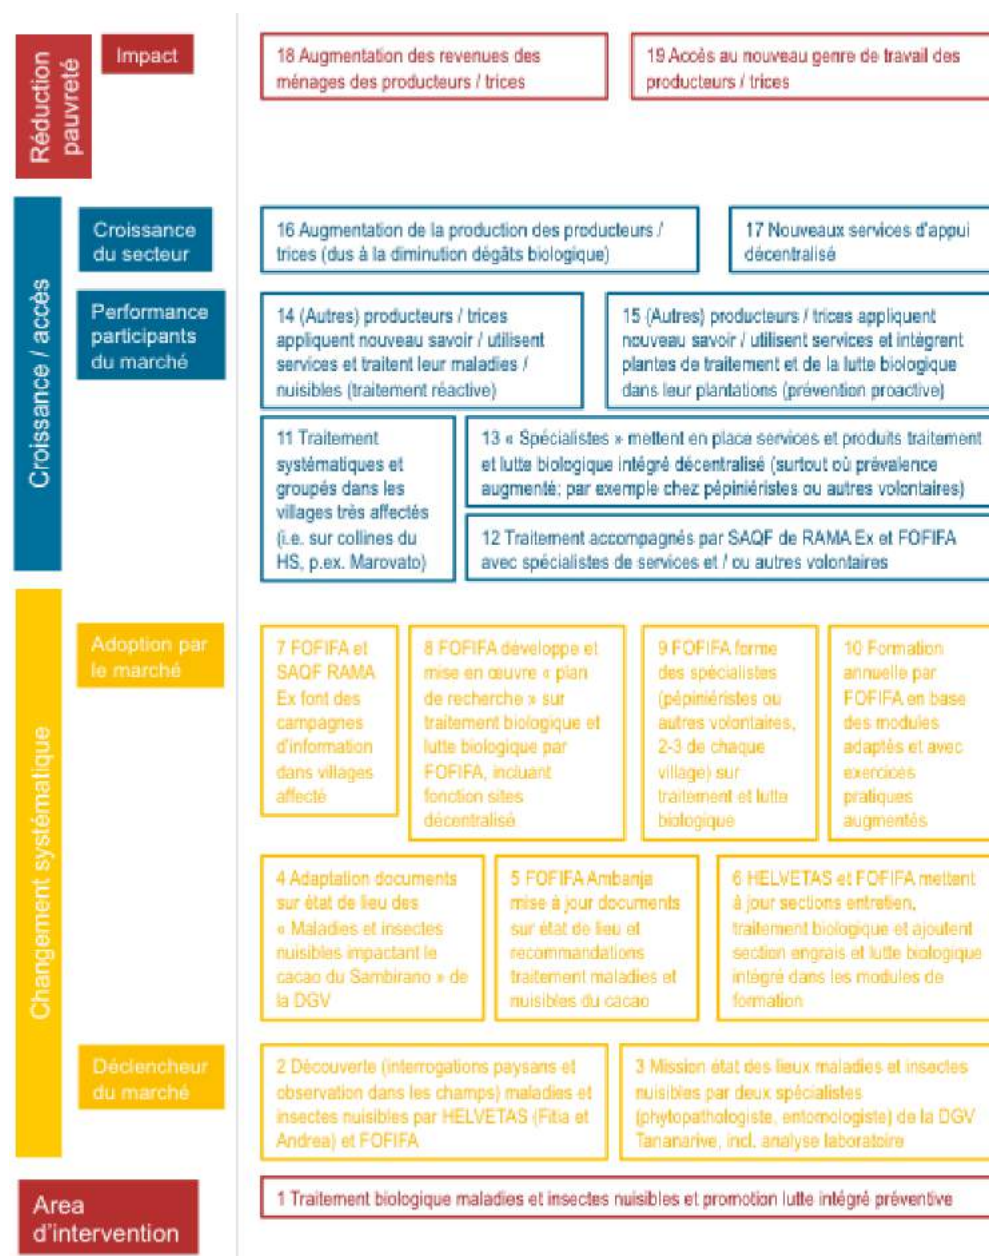 Réduction
pauvreté
Impact
18 Augmentation des revenues des
ménages des producteurs / trices
19 Accès au nouveau genre de travail des
producteurs / trices
Croissance / accès
Croissance
du secteur
16 Augmentation de la production des producteurs /
trices (dus à la diminution dégâts biologique)
17 Nouveaux services d'appui
décentralisé
Performance
participants
du marché
14 (Autres) producteurs / trices
appliquent nouveau savoir / utilisent
services et traitent leur maladies /
nuisibles (traitement réactive)
15 (Autres) producteurs / trices appliquent
nouveau savoir / utilisent services et intègrent
plantes de traitement et de la lutte biologique
dans leur plantations (prévention proactive)
11 Traitement
systématiques et
groupés dans les
villages très affectés
(i.e. sur collines du
HS, p.ex. Marovato)
13 « Spécialistes » mettent en place services et produits traitement
et lutte biologique intégré décentralisé (surtout où prévalence
augmenté; par exemple chez pépiniéristes ou autres volontaires)
12 Traitement accompagnés par SAQF de RAMA Ex et FOFIFA
avec spécialistes de services et / ou autres volontaires
Changement systématique
Adoption par
le marché
7 FOFIFA et
SAQF RAMA
Ex font des
campagnes
d'information
dans villages
affecté
8 FOFIFA développe et
mise en œuvre « plan
de recherche » sur
traitement biologique et
lutte biologique par
FOFIFA, incluant
fonction sites
décentralisé
9 FOFIFA forme
des spécialistes
(pépiniéristes ou
autres volontaires,
2-3 de chaque
village) sur
traitement et lutte
biologique
10 Formation
annuelle par
FOFIFA en base
des modules
adaptés et avec
exercices
pratiques
augmentés
4 Adaptation documents
sur état de lieu des
« Maladies et insectes
nuisibles impactant le
cacao du Sambirano » de
la DGV
5 FOFIFA Ambanja
mise à jour documents
sur état de lieu et
recommandations
traitement maladies et
nuisibles du cacao
6 HELVETAS et FOFIFA mettent
à jour sections entretien,
traitement biologique et ajoutent
section engrais et lutte biologique
intégré dans les modules de
formation
Déclencheur
du marché
2 Découverte (interrogations paysans et
observation dans les champs) maladies et
insectes nuisibles par HELVETAS (Fitia et
Andrea) et FOFIFA
3 Mission état des lieux maladies et insectes
nuisibles par deux spécialistes
(phytopathologiste, entomologiste) de la DGV
Tananarive, incl. analyse laboratoire
Area
d'intervention
1 Traitement biologique maladies et insectes nuisibles et promotion lutte intégré préventive